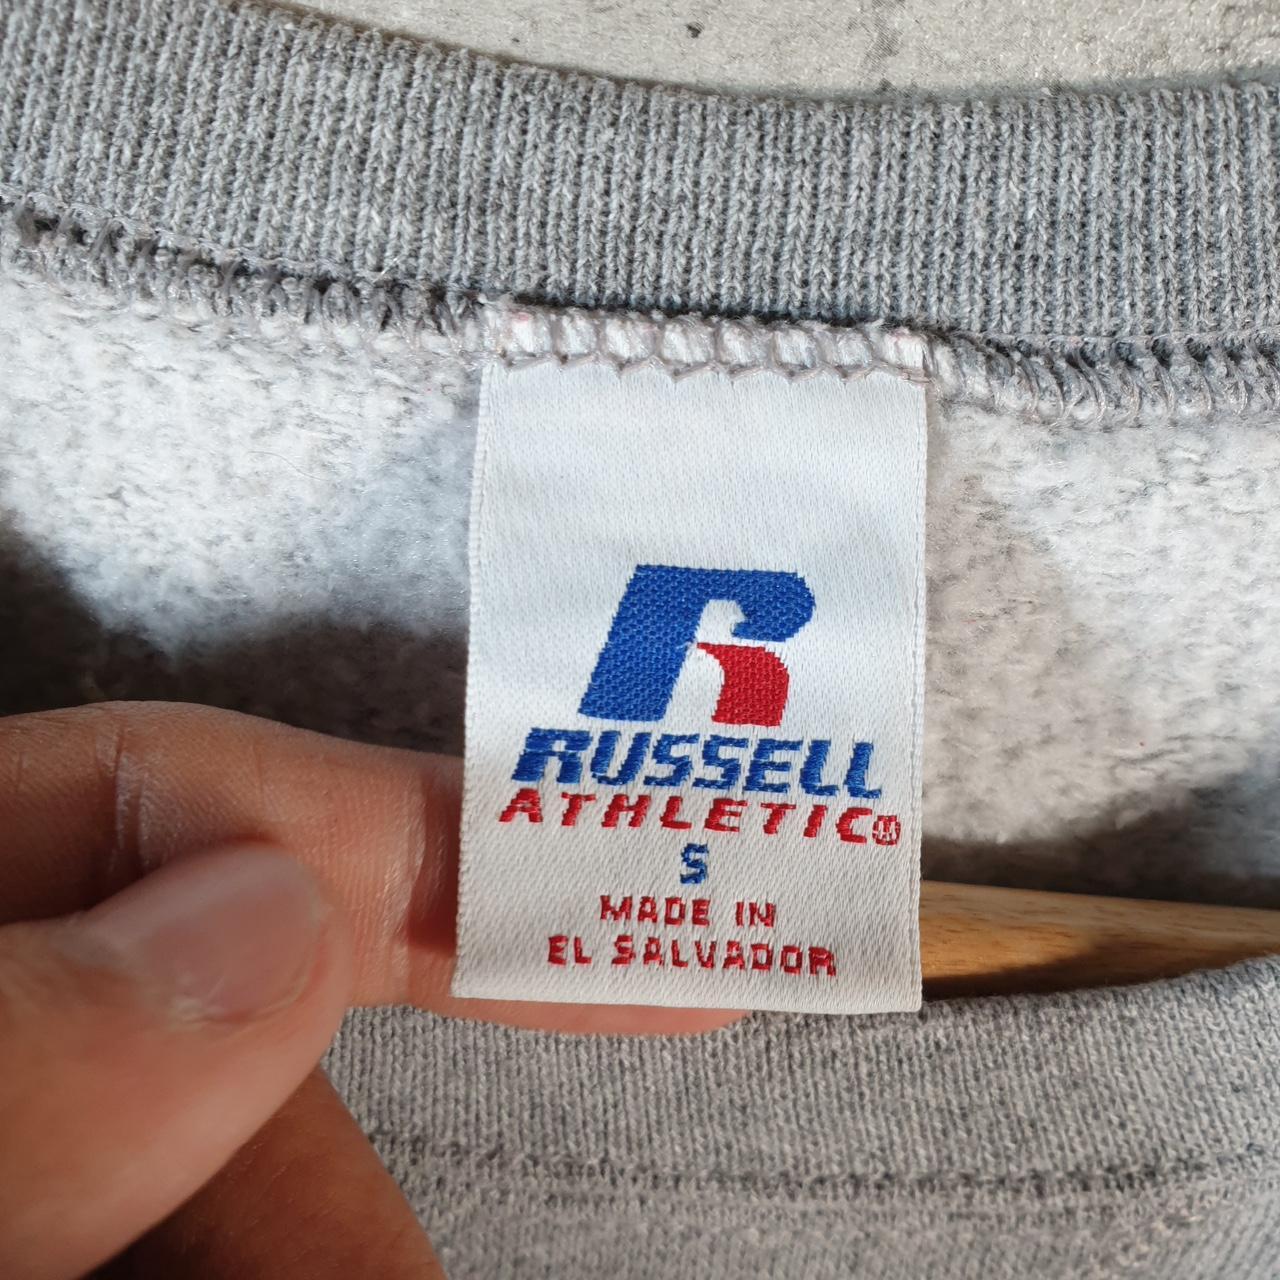 R
RUSSELL
ATHLETIC
S
MADE IN
EL SALVADOR